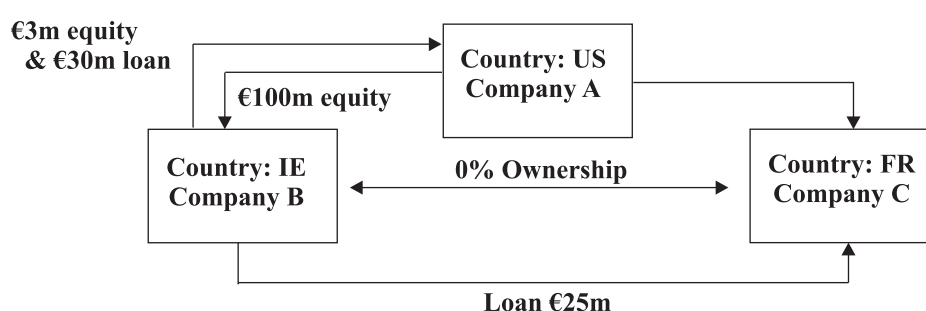 €3m equity
& €30m loan
Country: US
Company A
€100m equity
Country: IE
Company B
0% Ownership
Country: FR
Company C
Loan €25m